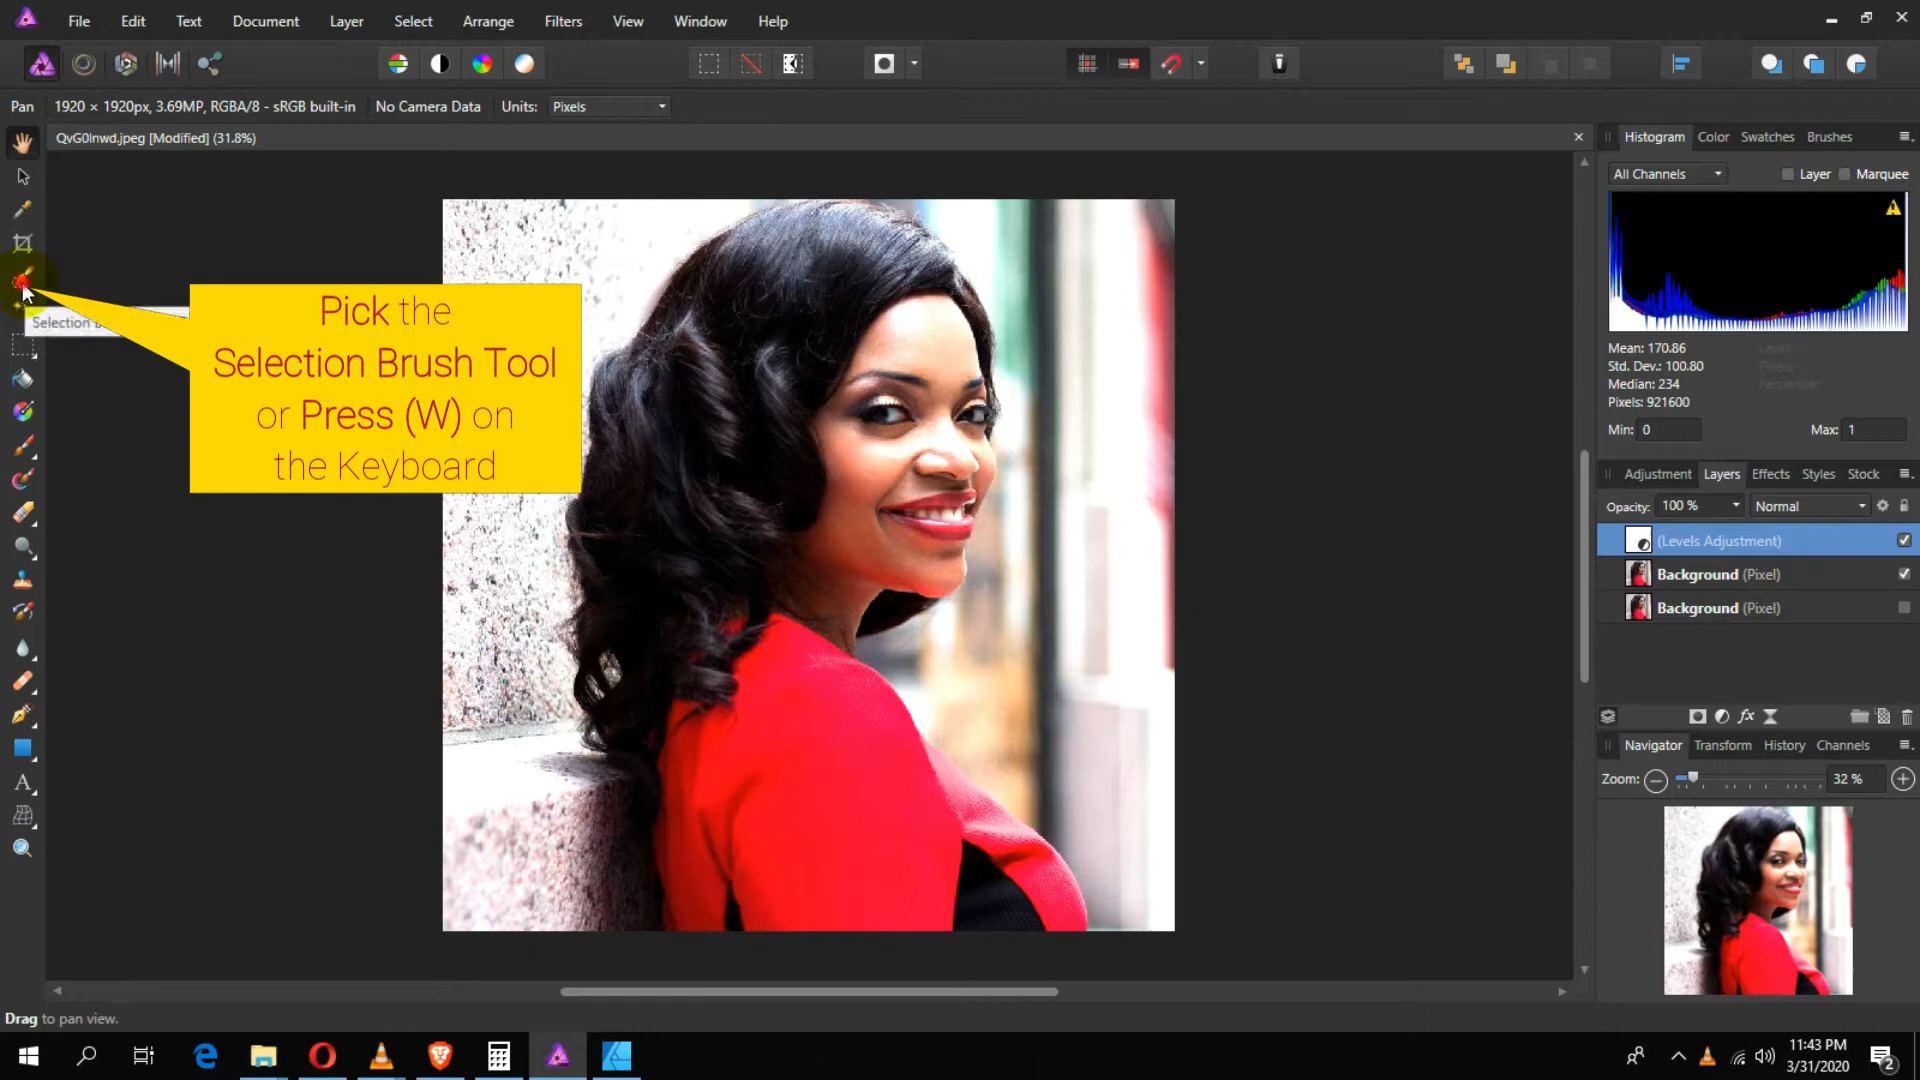 File Edit Text Document Layer Select Arrange Filters View Window Help
Pan 1920 × 1920px, 3.69MP, RGBA/8 - sRGB built-in No Camera Data Units: Pixels
QvG0lnwd.jpeg [Modified] (31.8%)
Histogram Color Swatches Brushes
All Channels Layer Marquee
Selection
Pick the
Selection Brush Tool
or Press (W) on
the Keyboard
Mean: 170.86
Std. Dev.: 100.80
Median: 234
Pixels: 921600
Level: -
Pixels: -
Percentile: -
Min: 0 Max: 1
Adjustment Layers Effects Styles Stock
Opacity: 100 % Normal
(Levels Adjustment)
Background (Pixel)
Background (Pixel)
fx
Navigator Transform History Channels
Zoom: 32 %
A
Drag to pan view.
11:43 PM
3/31/2020
2